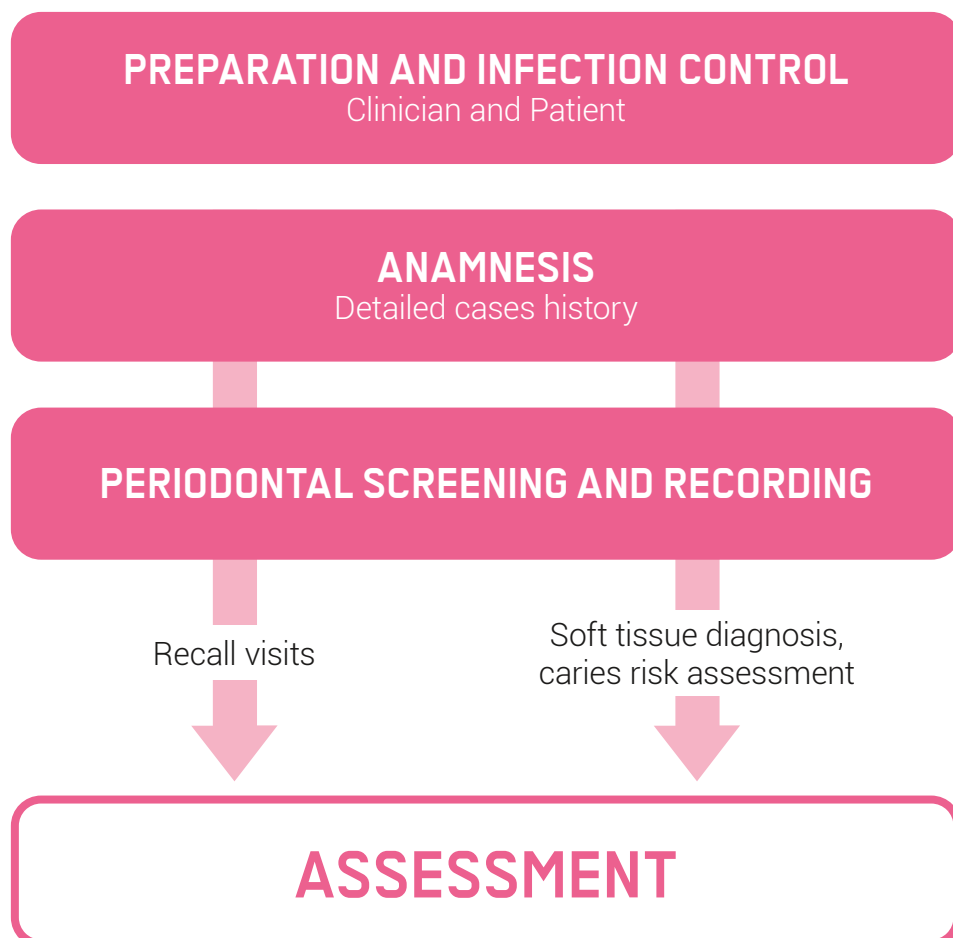 PREPARATION AND INFECTION CONTROL
Clinician and Patient
ANAMNESIS
Detailed cases history
PERIODONTAL SCREENING AND RECORDING
Recall visits
Soft tissue diagnosis,
caries risk assessment
ASSESSMENT